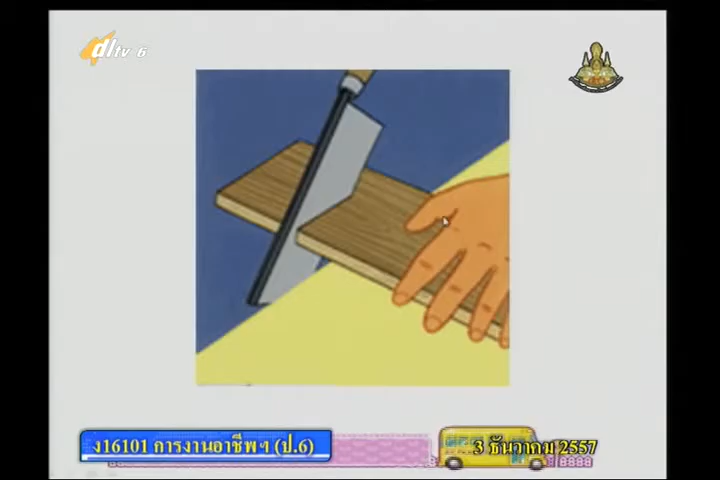 dltv 6
ง16101 การงานอาชีพฯ (ป.6)
3 ธันวาคม 2557